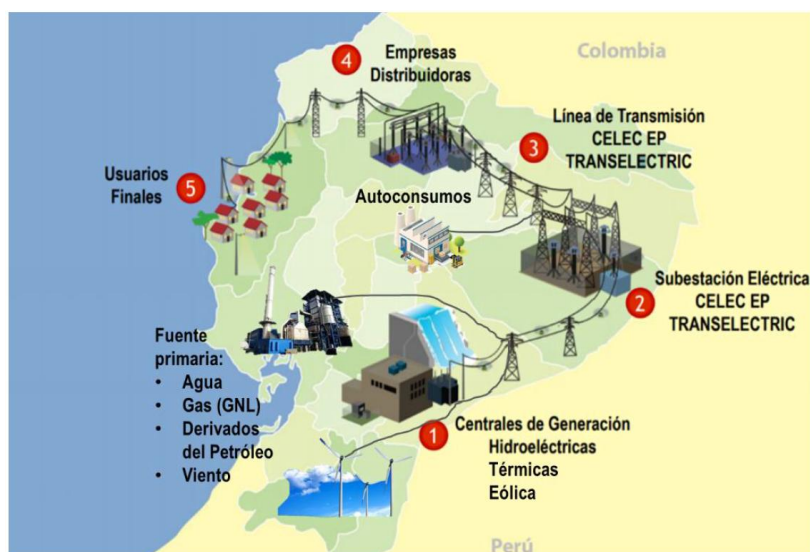 Colombia
4
Empresas
Distribuidoras
Línea de Transmisión
3
CELEC EP
TRANSELECTRIC
Usuarios
5
Finales
Autoconsumos
Subestación Eléctrica
2
CELEC EP
TRANSELECTRIC
Fuente
primaria:
• Agua
• Gas (GNL)
• Derivados
del Petróleo
• Viento
1
Centrales de Generación
Hidroeléctricas
Térmicas
Eólica
Perú